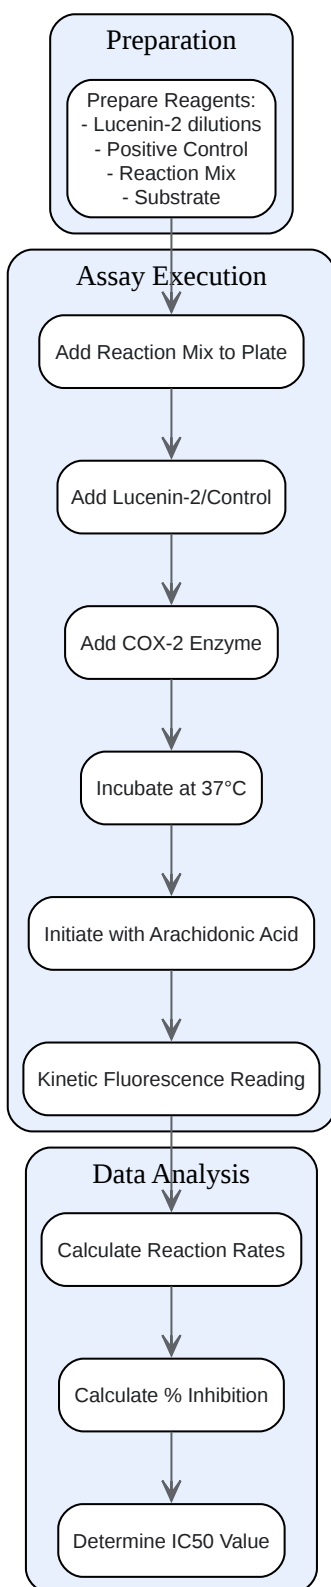 Preparation
Prepare Reagents:
- Lucenin-2 dilutions
- Positive Control
- Reaction Mix
- Substrate
Assay Execution
Add Reaction Mix to Plate
Add Lucenin-2/Control
Add COX-2 Enzyme
Incubate at 37°C
Initiate with Arachidonic Acid
Kinetic Fluorescence Reading
Data Analysis
Calculate Reaction Rates
Calculate % Inhibition
Determine IC50 Value